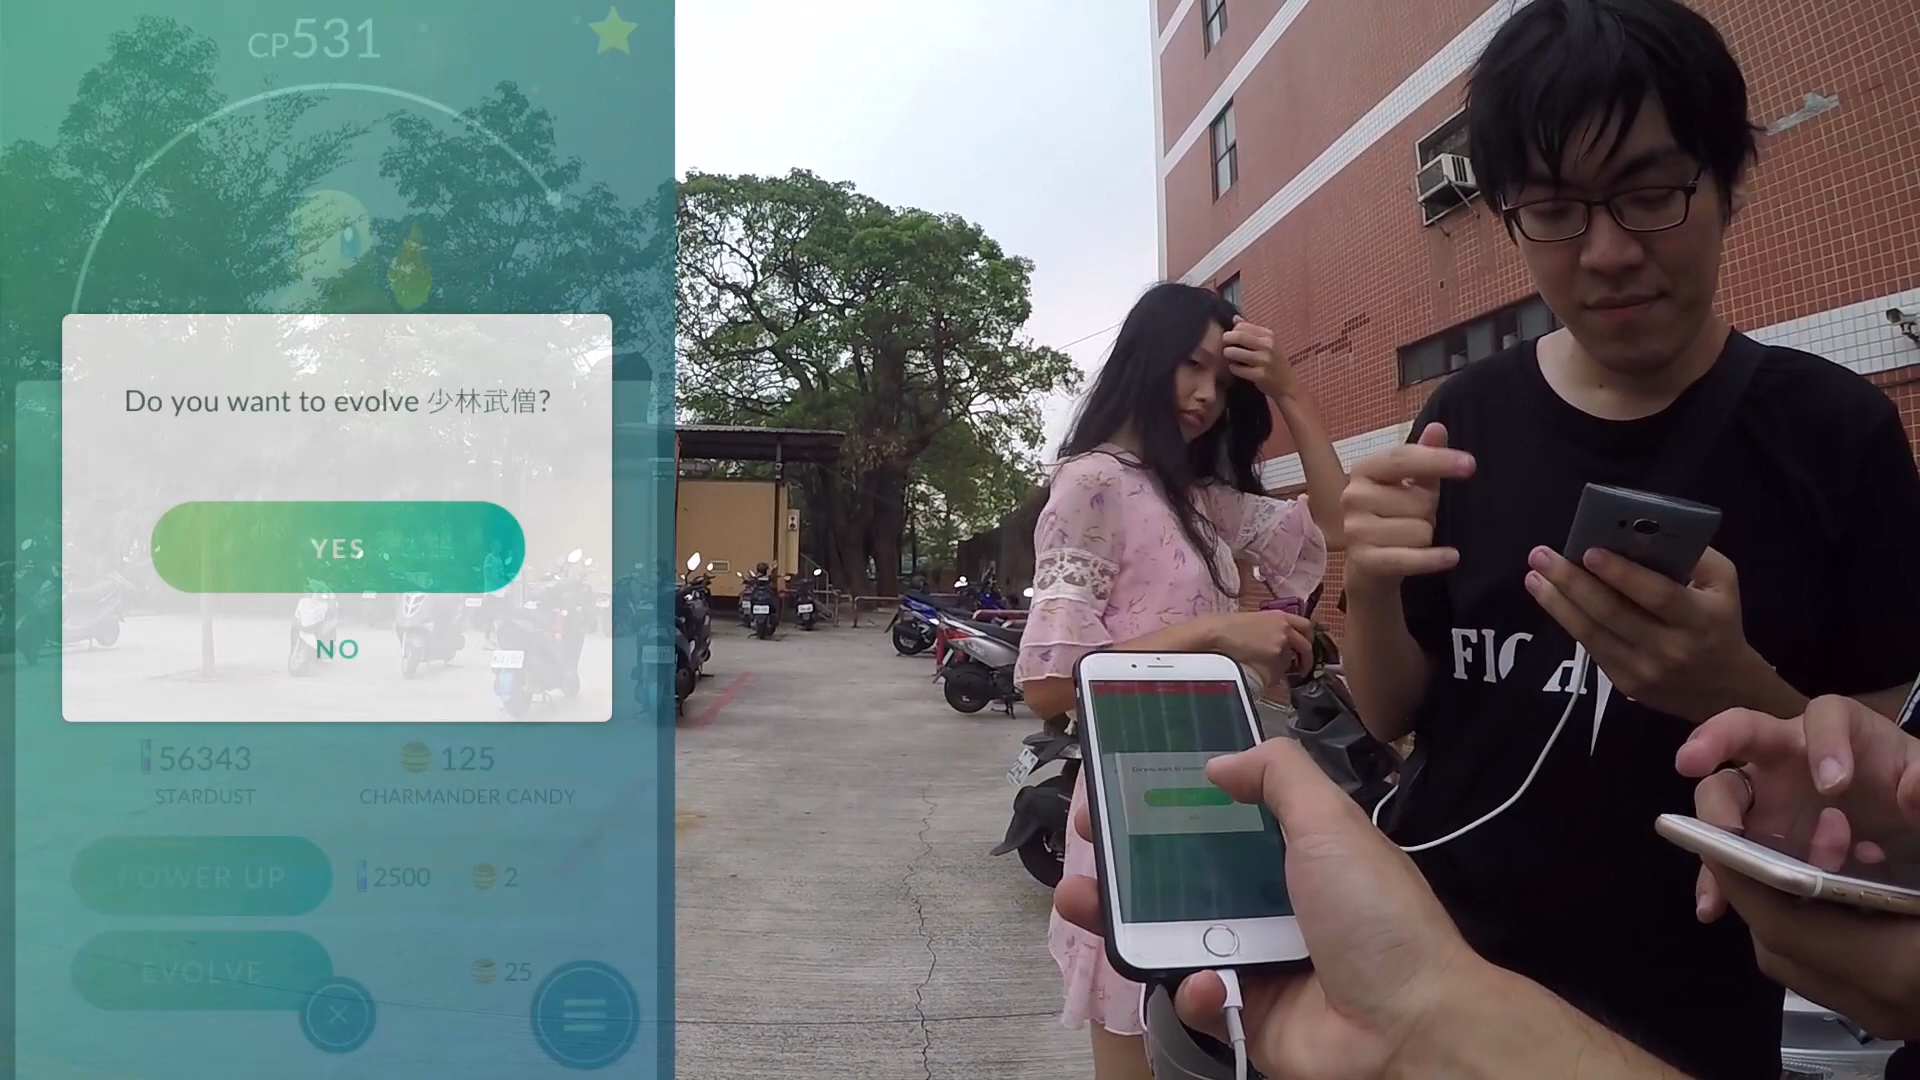 CP531
Do you want to evolve 少林武僧?
YES
NO
56343
125
STARDUST
CHARMANDER CANDY
POWER UP
2500
2
EVOLVE
25